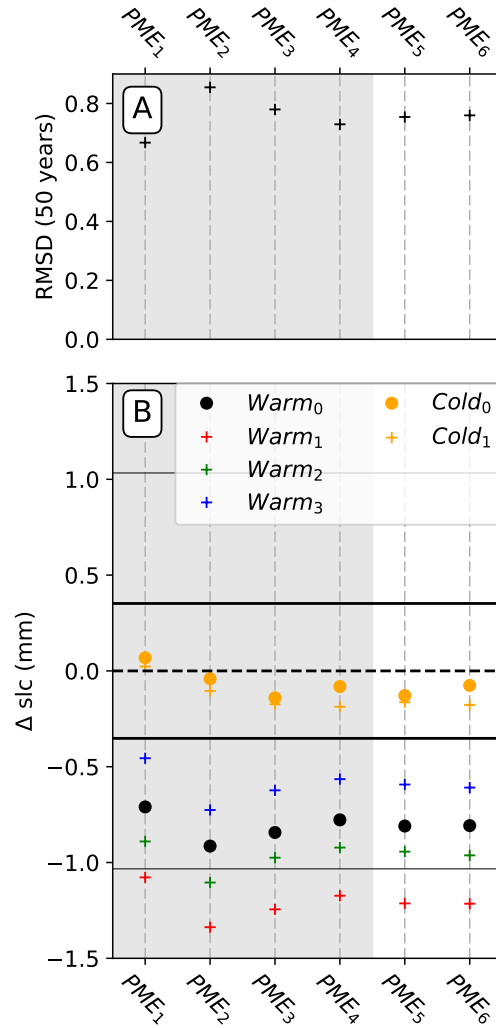 PME₁ PME₂ PME₃ PME₄ PME₅ PME₆
A
RMSD (50 years)
0.8
0.6
0.4
0.2
0.0
B
Warm₀ Cold₀
Warm₁ Cold₁
Warm₂
Warm₃
Δ slc (mm)
1.5
1.0
0.5
0.0
−0.5
−1.0
−1.5
PME₁ PME₂ PME₃ PME₄ PME₅ PME₆